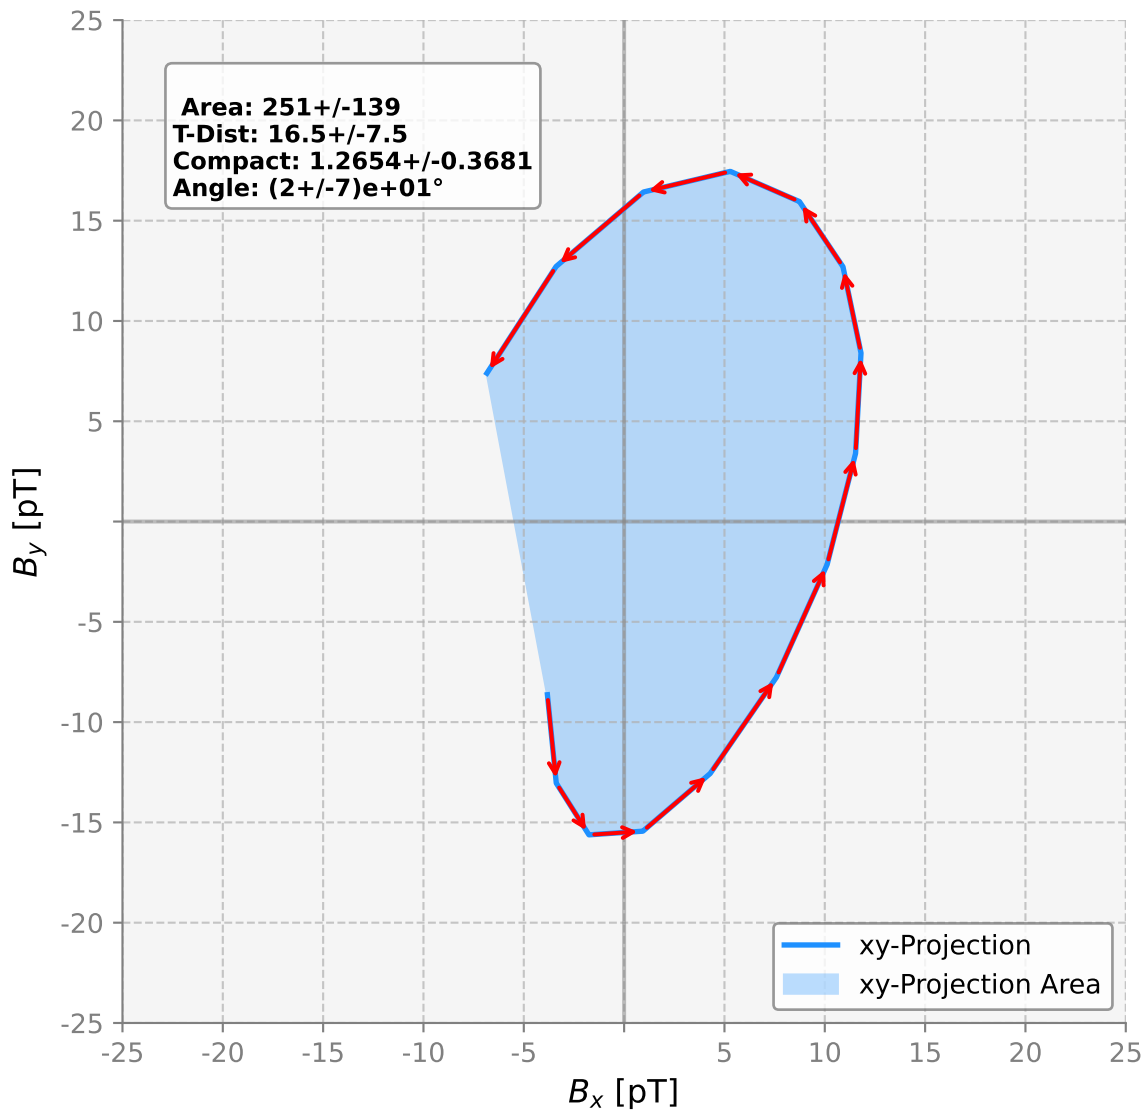 25
20
15
10
5
-5
-10
-15
-20
-25
-25
-20
-15
-10
-5
5
10
15
20
25
B_x [pT]
B_y [pT]
Area: 251+/-139
T-Dist: 16.5+/-7.5
Compact: 1.2654+/-0.3681
Angle: (2+/-7)e+01°
xy-Projection
xy-Projection Area